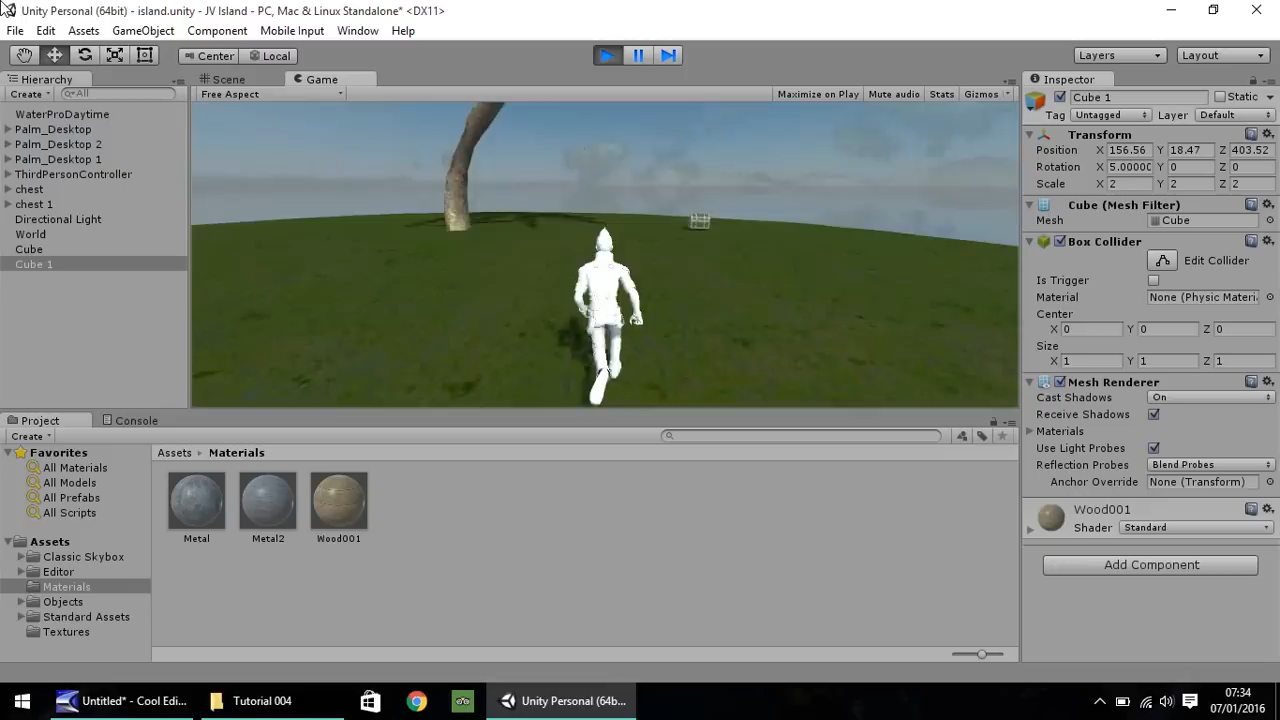 Unity Personal (64bit) - island.unity - JV Island - PC, Mac & Linux Standalone* <DX11>
File Edit Assets GameObject Component Mobile Input Window Help
Center Local Layers Layout
Hierarchy Scene Game Inspector
Create All Free Aspect Maximize on Play Mute audio Stats Gizmos Cube 1 Static
Tag Untagged Layer Default
WaterProDaytime
Palm_Desktop
Palm_Desktop 2
Palm_Desktop 1
ThirdPersonController
chest
chest 1
Directional Light
World
Cube
Cube 1
Transform
Position X 156.56 Y 18.47 Z 403.52
Rotation X 5.00000 Y 0 Z 0
Scale X 2 Y 2 Z 2
Cube (Mesh Filter)
Mesh Cube
Box Collider
Edit Collider
Is Trigger
Material None (Physic Materi
Center
X 0 Y 0 Z 0
Size
X 1 Y 1 Z 1
Mesh Renderer
Cast Shadows On
Receive Shadows
Materials
Use Light Probes
Reflection Probes Blend Probes
Anchor Override None (Transform)
Wood001
Shader Standard
Add Component
Project Console
Create
Favorites
All Materials
All Models
All Prefabs
All Scripts
Assets
Classic Skybox
Editor
Materials
Objects
Standard Assets
Textures
Assets Materials
Metal Metal2 Wood001
Untitled* - Cool Edi... Tutorial 004 Unity Personal (64b...
07:34
07/01/2016